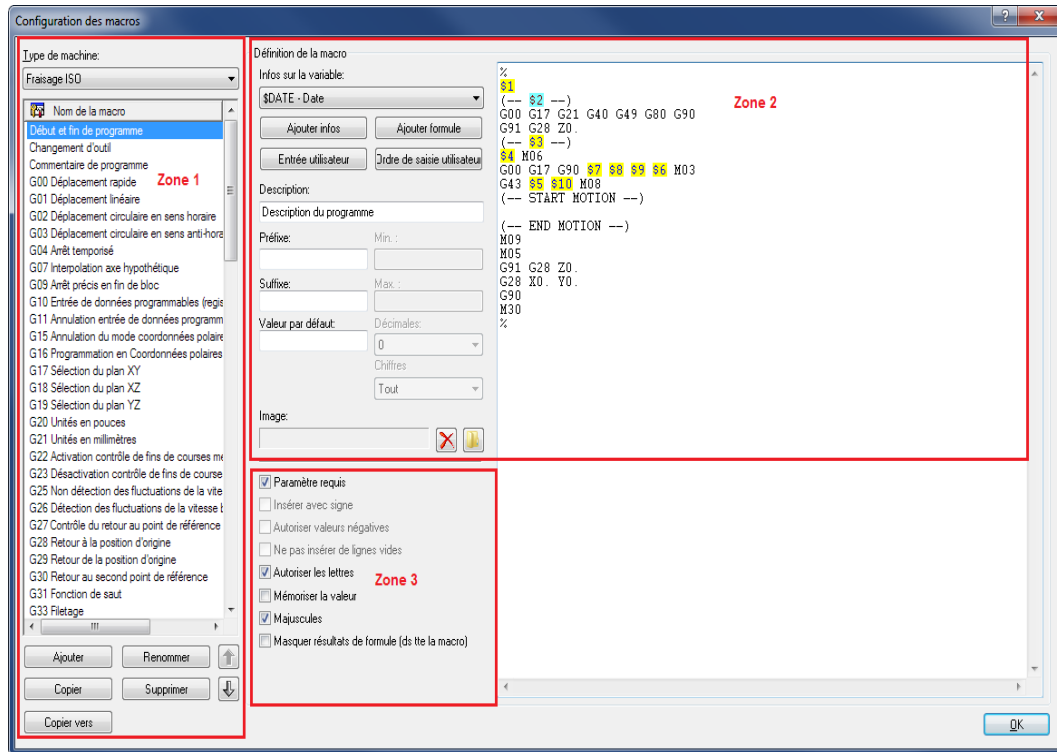 Configuration des macros
Type de machine:
Fraisage ISO
Nom de la macro
Début et fin de programme
Changement d'outil
Commentaire de programme
G00 Déplacement rapide
Zone 1
G01 Déplacement linéaire
G02 Déplacement circulaire en sens horaire
G03 Déplacement circulaire en sens anti-hora
G04 Arrêt temporisé
G07 Interpolation axe hypothétique
G09 Arrêt précis en fin de bloc
G10 Entrée de données programmables (regis
G11 Annulation entrée de données programm
G15 Annulation du mode coordonnées polaire
G16 Programmation en Coordonnées polaires
G17 Sélection du plan XY
G18 Sélection du plan XZ
G19 Sélection du plan YZ
G20 Unités en pouces
G21 Unités en millimètres
G22 Activation contrôle de fins de courses me
G23 Désactivation contrôle de fins de course
G25 Non détection des fluctuations de la vite
G26 Détection des fluctuations de la vitesse b
G27 Contrôle du retour au point de référence
G28 Retour à la position d'origine
G29 Retour de la position d'origine
G30 Retour au second point de référence
G31 Fonction de saut
G33 Filetage
Ajouter
Renommer
Copier
Supprimer
Copier vers
Définition de la macro
Infos sur la variable:
$DATE - Date
Ajouter infos
Ajouter formule
Entrée utilisateur
Ordre de saisie utilisateur
Description:
Description du programme
Préfixe:
Min. :
Suffixe:
Max. :
Valeur par défaut:
Décimales:
0
Chiffres
Tout
Image:
Zone 2
%
$1
(-- $2 --)
G00 G17 G21 G40 G49 G80 G90
G91 G28 Z0.
(-- $3 --)
$4 M06
G00 G17 G90 $7 $8 $9 $6 M03
G43 $5 $10 M08
(-- START MOTION --)
(-- END MOTION --)
M09
M05
G91 G28 Z0.
G28 X0. Y0.
G90
M30
%
Paramètre requis
Insérer avec signe
Autoriser valeurs négatives
Ne pas insérer de lignes vides
Autoriser les lettres
Zone 3
Mémoriser la valeur
Majuscules
Masquer résultats de formule (ds tte la macro)
OK